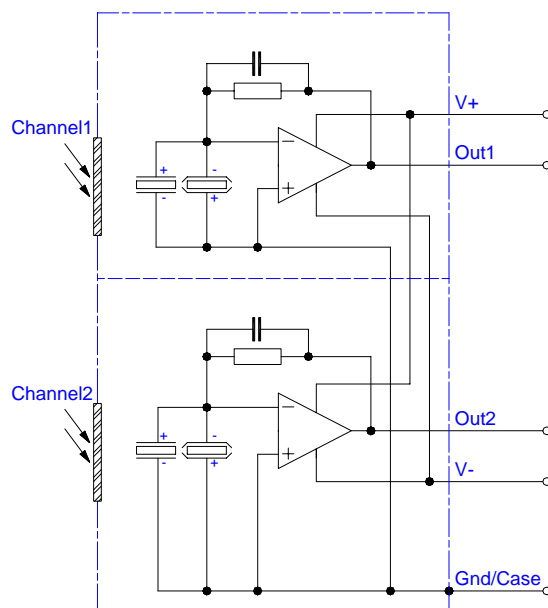 V+
Channel1
Out1
+ -
- +
−
+
Channel2
Out2
+ -
- +
−
+
V-
Gnd/Case